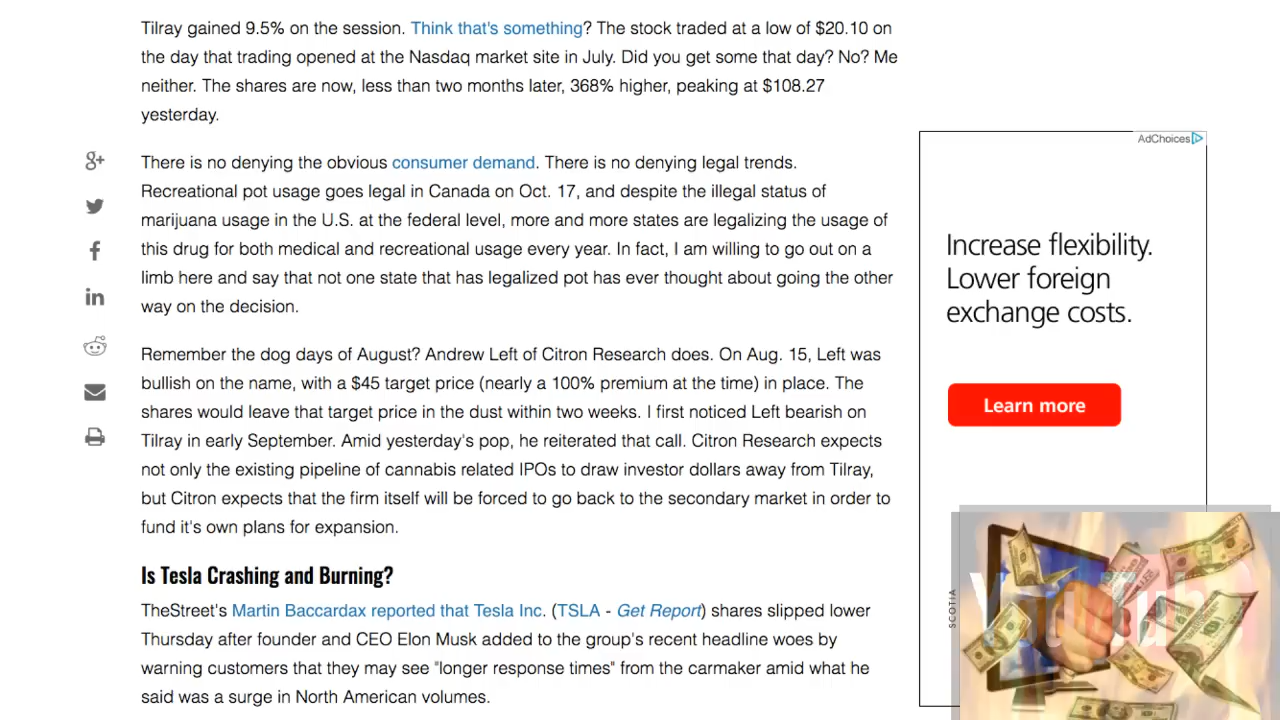 Tilray gained 9.5% on the session. Think that's something? The stock traded at a low of $20.10 on
the day that trading opened at the Nasdaq market site in July. Did you get some that day? No? Me
neither. The shares are now, less than two months later, 368% higher, peaking at $108.27
yesterday.
There is no denying the obvious consumer demand. There is no denying legal trends.
Recreational pot usage goes legal in Canada on Oct. 17, and despite the illegal status of
marijuana usage in the U.S. at the federal level, more and more states are legalizing the usage of
this drug for both medical and recreational usage every year. In fact, I am willing to go out on a
limb here and say that not one state that has legalized pot has ever thought about going the other
way on the decision.
Remember the dog days of August? Andrew Left of Citron Research does. On Aug. 15, Left was
bullish on the name, with a $45 target price (nearly a 100% premium at the time) in place. The
shares would leave that target price in the dust within two weeks. I first noticed Left bearish on
Tilray in early September. Amid yesterday's pop, he reiterated that call. Citron Research expects
not only the existing pipeline of cannabis related IPOs to draw investor dollars away from Tilray,
but Citron expects that the firm itself will be forced to go back to the secondary market in order to
fund it's own plans for expansion.
Is Tesla Crashing and Burning?
TheStreet's Martin Baccardax reported that Tesla Inc. (TSLA - Get Report) shares slipped lower
Thursday after founder and CEO Elon Musk added to the group's recent headline woes by
warning customers that they may see "longer response times" from the carmaker amid what he
said was a surge in North American volumes.
AdChoices
Increase flexibility.
Lower foreign
exchange costs.
Learn more
SCOTIA